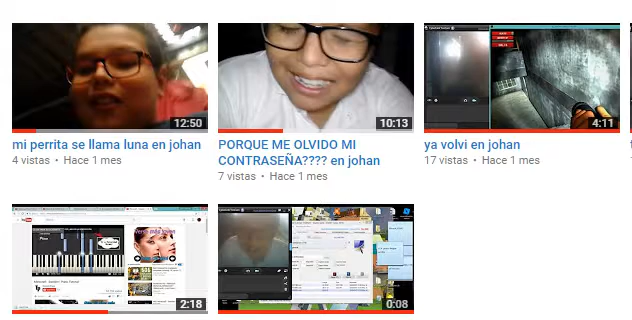 12:50
10:13
4:11
mi perrita se llama luna en johan
PORQUE ME OLVIDO MI
ya volvi en johan
4 vistas • Hace 1 mes
CONTRASEÑA???? en johan
17 vistas • Hace 1 mes
7 vistas • Hace 1 mes
2:18
0:08